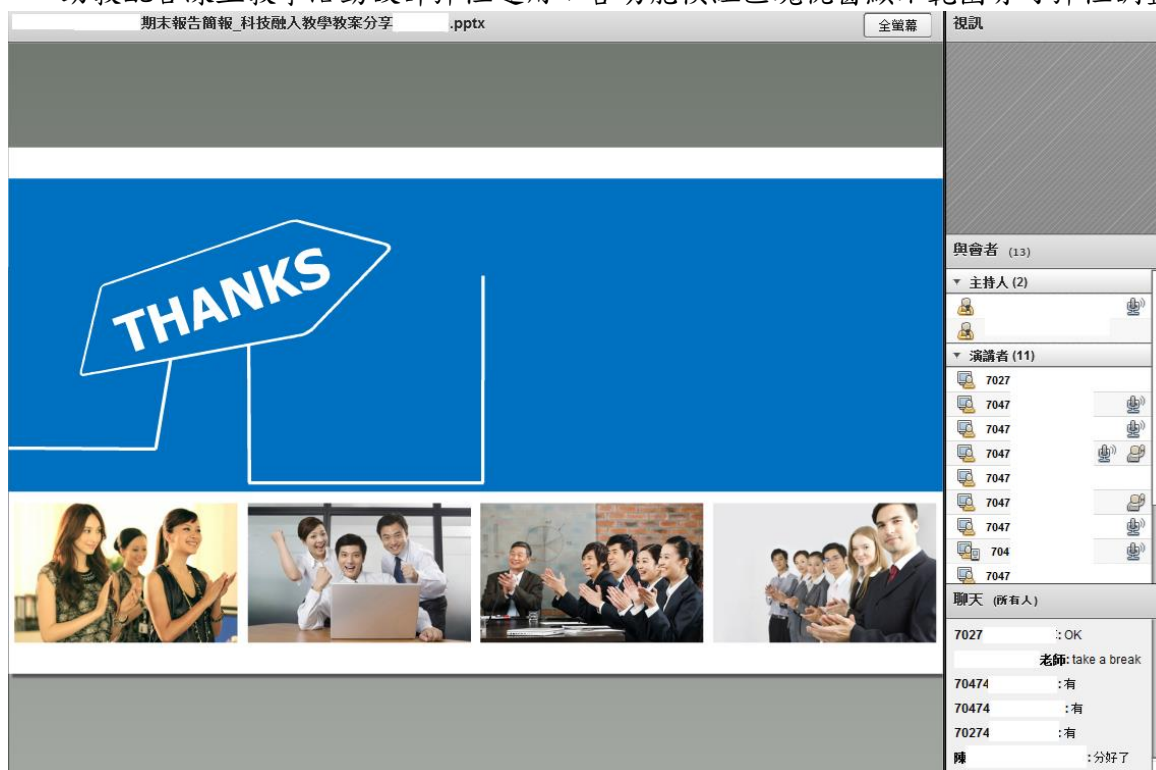 期末報告簡報_科技融入教學教案分享 .pptx
全螢幕
視訊
THANKS
與會者 (13)
主持人 (2)
演講者 (11)
7027
7047
7047
7047
7047
7047
7047
704
7047
聊天 (所有人)
7027 : OK
老師: take a break
70474 : 有
70474 : 有
70274 : 有
陳 : 分好了